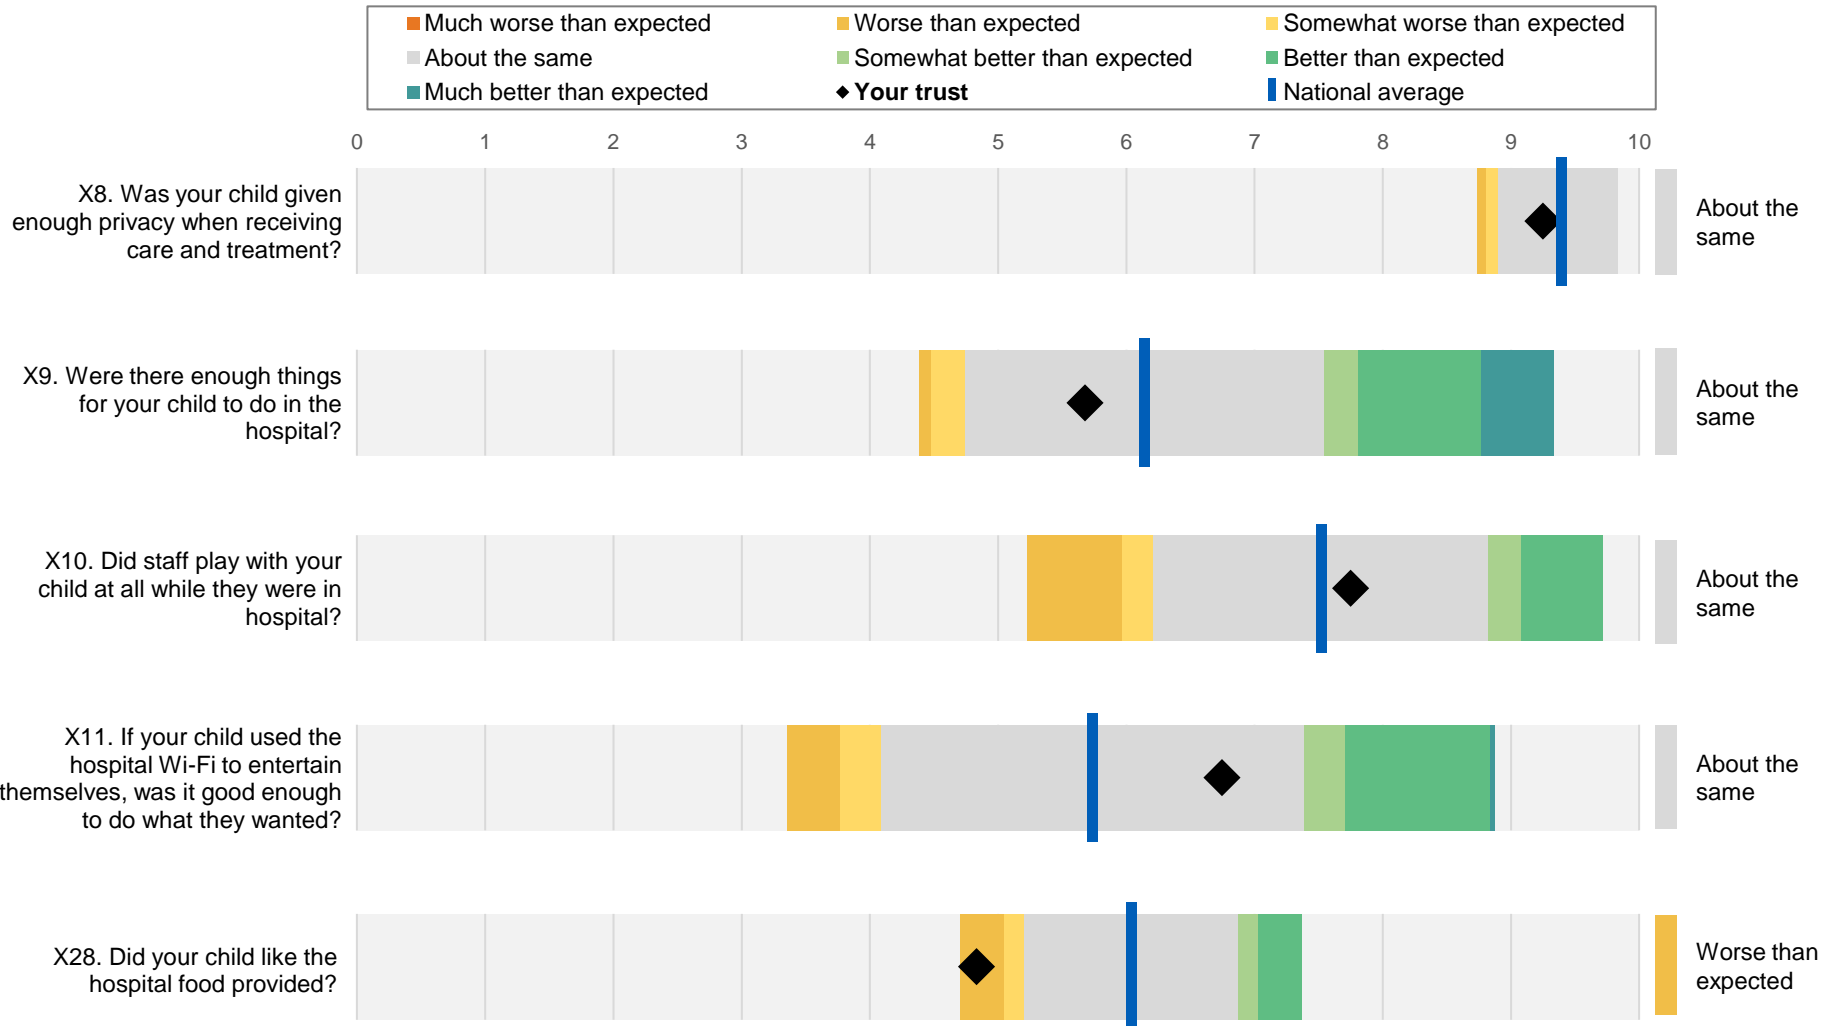 Much worse than expected
Worse than expected
Somewhat worse than expected
About the same
Somewhat better than expected
Better than expected
Much better than expected
Your trust
National average
0 1 2 3 4 5 6 7 8 9 10
X8. Was your child given
enough privacy when receiving
care and treatment?
About the
same
X9. Were there enough things
for your child to do in the
hospital?
About the
same
X10. Did staff play with your
child at all while they were in
hospital?
About the
same
X11. If your child used the
hospital Wi-Fi to entertain
themselves, was it good enough
to do what they wanted?
About the
same
X28. Did your child like the
hospital food provided?
Worse than
expected